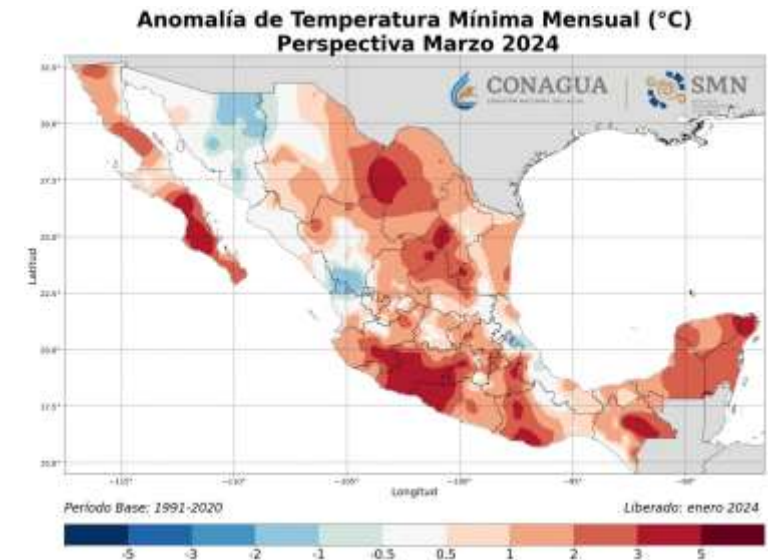 Anomalía de Temperatura Mínima Mensual (°C)
Perspectiva Marzo 2024
CONAGUA
SMN
Latitud
Longitud
Período Base: 1991-2020
Liberado: enero 2024
-5 -3 -2 -1 -0.5 0.5 1 2 3 5